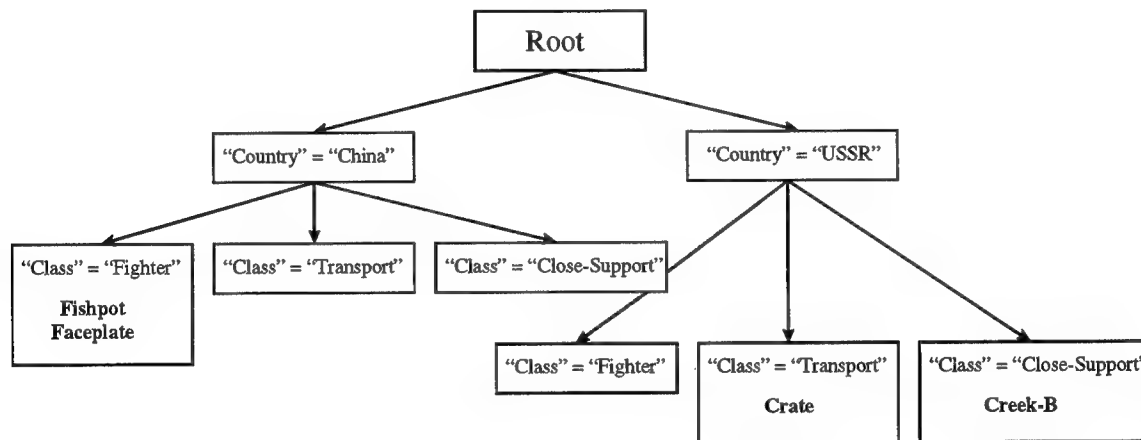 Root
“Country” = “China”
“Country” = “USSR”
“Class” = “Fighter”
Fishpot
Faceplate
“Class” = “Transport”
“Class” = “Close-Support”
“Class” = “Fighter”
“Class” = “Transport”
Crate
“Class” = “Close-Support”
Creek-B